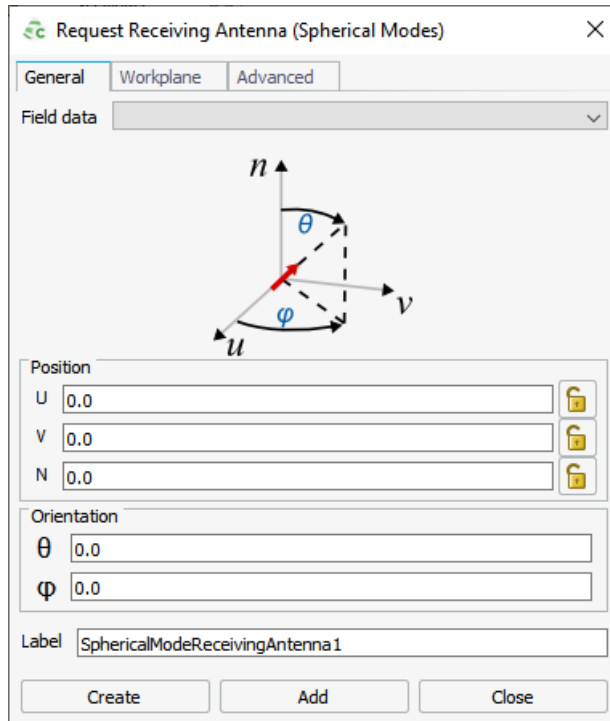 Request Receiving Antenna (Spherical Modes)
General Workplane Advanced
Field data
n
θ
v
φ
u
Position
U 0.0
V 0.0
N 0.0
Orientation
θ 0.0
φ 0.0
Label SphericalModeReceivingAntenna1
Create Add Close